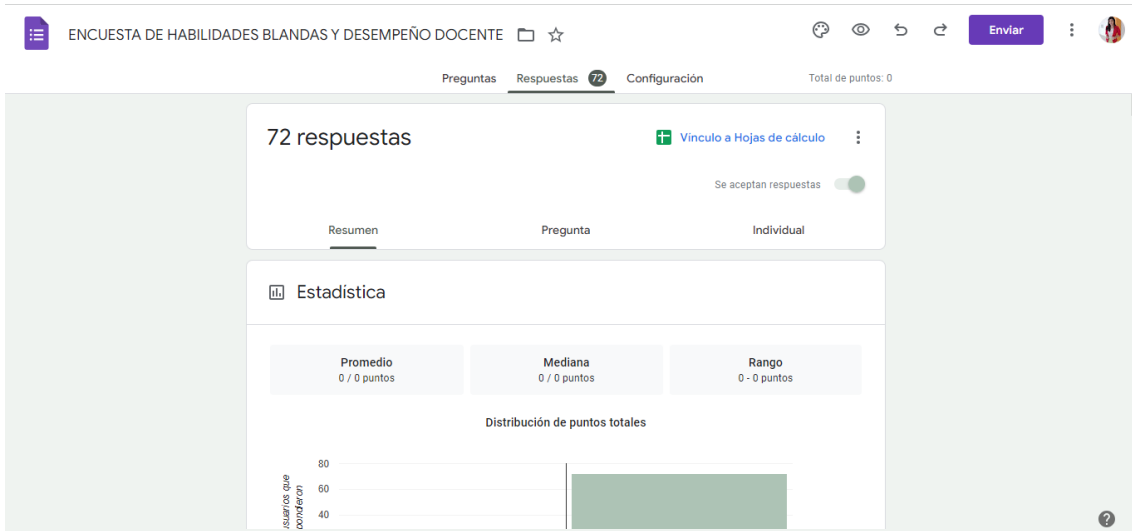 ENCUESTA DE HABILIDADES BLANDAS Y DESEMPEÑO DOCENTE
Enviar
Preguntas Respuestas 72 Configuración Total de puntos: 0
72 respuestas
Vínculo a Hojas de cálculo
Se aceptan respuestas
Resumen Pregunta Individual
Estadística
Promedio Mediana Rango
0 / 0 puntos 0 / 0 puntos 0 - 0 puntos
Distribución de puntos totales
80
60
40
usuarios que